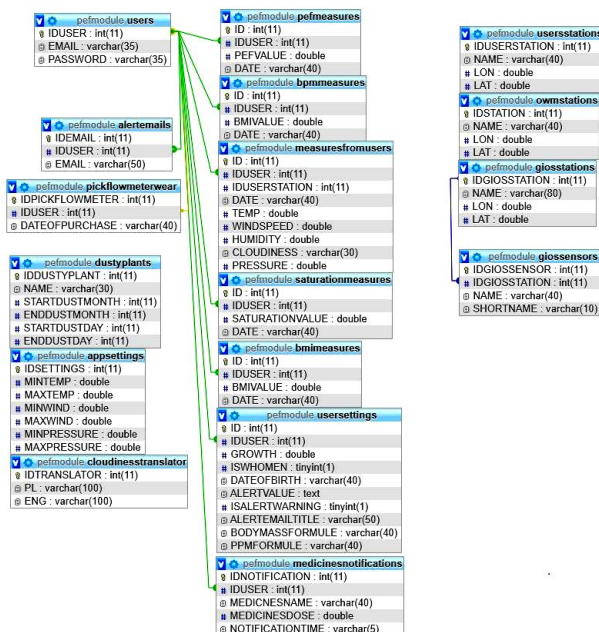 pefmodule users
IDUSER : int(11)
EMAIL : varchar(35)
PASSWORD : varchar(35)
pefmodule alertemails
IDEMAIL : int(11)
IDUSER : int(11)
EMAIL : varchar(50)
pefmodule pickflowmeterwear
IDPICKFLOWMETER : int(11)
IDUSER : int(11)
DATEOFPURCHASE : varchar(40)
pefmodule dustyplants
IDDUSTYPLANT : int(11)
NAME : varchar(30)
STARTDUSTMONTH : int(11)
ENDDUSTMONTH : int(11)
STARTDUSTDAY : int(11)
ENDDUSTDAY : int(11)
pefmodule appsettings
IDSETTINGS : int(11)
MINTEMP : double
MAXTEMP : double
MINWIND : double
MAXWIND : double
MINPRESSURE : double
MAXPRESSURE : double
pefmodule cloudinesstranslator
IDTRANSLATOR : int(11)
PL : varchar(100)
ENG : varchar(100)
pefmodule pefmeasures
ID : int(11)
IDUSER : int(11)
PEFVALUE : double
DATE : varchar(40)
pefmodule bpmmeasures
ID : int(11)
IDUSER : int(11)
BMIVALUE : double
DATE : varchar(40)
pefmodule measuresfromusers
ID : int(11)
IDUSER : int(11)
IDUSERSTATION : int(11)
DATE : varchar(40)
TEMP : double
WINDSPEED : double
HUMIDITY : double
CLOUDINESS : varchar(30)
PRESSURE : double
pefmodule saturationmeasures
ID : int(11)
IDUSER : int(11)
SATURATIONVALUE : double
DATE : varchar(40)
pefmodule bmimeasures
ID : int(11)
IDUSER : int(11)
BMIVALUE : double
DATE : varchar(40)
pefmodule usersettings
ID : int(11)
IDUSER : int(11)
GROWTH : double
ISWHOMEN : tinyint(1)
DATEOFBIRTH : varchar(40)
ALERTVALUE : text
ISALERTWARNING : tinyint(1)
ALERTEMAILTITLE : varchar(50)
BODYMASSFORMULE : varchar(40)
PPMFORMULE : varchar(40)
pefmodule medicinesnotifications
IDNOTIFICATION : int(11)
IDUSER : int(11)
MEDICNESNAME : varchar(40)
MEDICINESDOSE : double
NOTIFICATIONTIME : varchar(5)
pefmodule usersstations
IDUSERSTATION : int(11)
NAME : varchar(40)
LON : double
LAT : double
pefmodule owmstations
IDSTATION : int(11)
NAME : varchar(40)
LON : double
LAT : double
pefmodule giosstations
IDGIOSSTATION : int(11)
NAME : varchar(80)
LON : double
LAT : double
pefmodule giossensors
IDGIOSSENSOR : int(11)
IDGIOSSTATION : int(11)
NAME : varchar(40)
SHORTNAME : varchar(10)